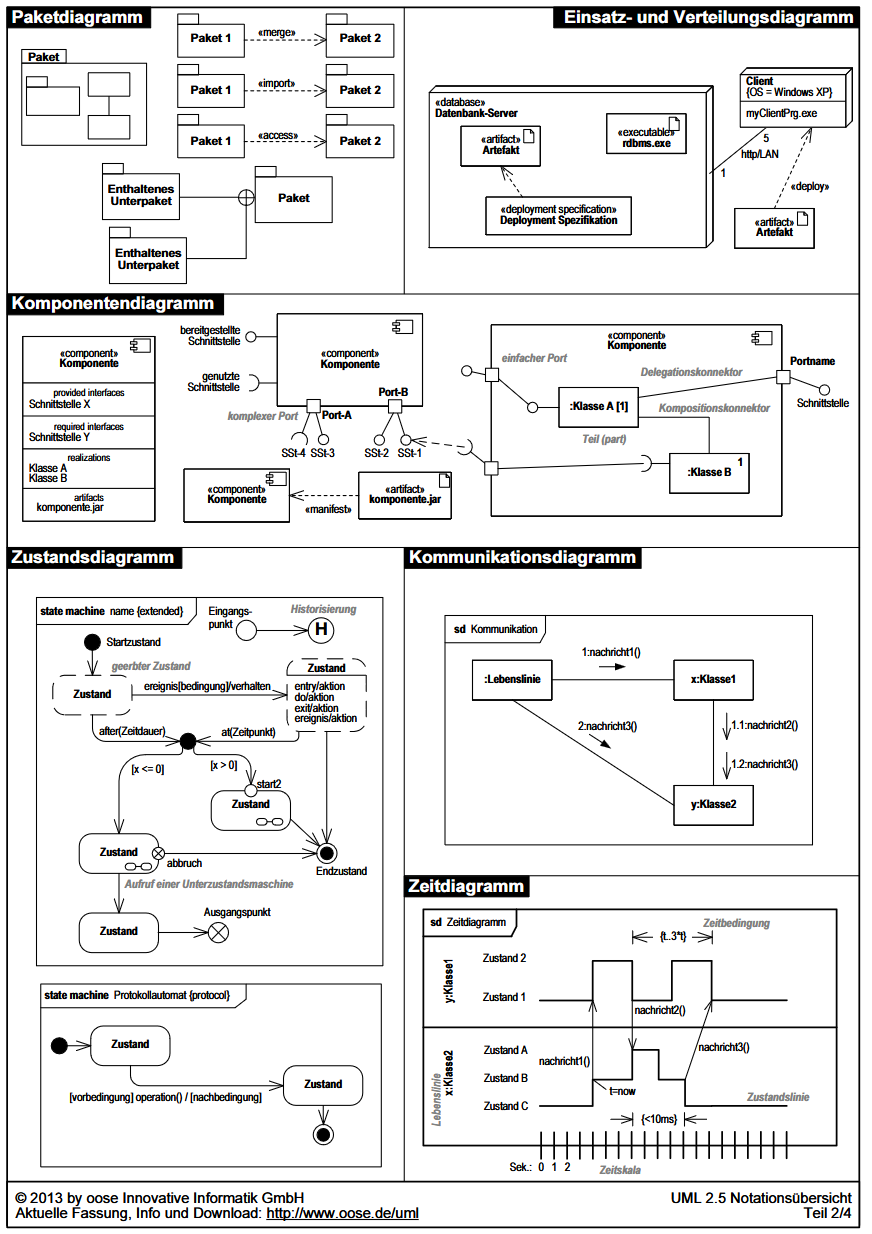 Paketdiagramm
Paket
Paket 1
«merge»
Paket 2
Paket 1
«import»
Paket 2
Paket 1
«access»
Paket 2
Enthaltenes
Unterpaket
Paket
Enthaltenes
Unterpaket
Einsatz- und Verteilungsdiagramm
«database»
Datenbank-Server
«artifact»
Artefakt
«executable»
rdbms.exe
«deployment specification»
Deployment Spezifikation
Client
{OS = Windows XP}
myClientPrg.exe
5
http/LAN
1
«deploy»
«artifact»
Artefakt
Komponentendiagramm
«component»
Komponente
provided interfaces
Schnittstelle X
required interfaces
Schnittstelle Y
realizations
Klasse A
Klasse B
artifacts
komponente.jar
bereitgestellte
Schnittstelle
genutzte
Schnittstelle
«component»
Komponente
Port-B
komplexer Port
Port-A
SSt-4
SSt-3
SSt-2
SSt-1
«component»
Komponente
«manifest»
«artifact»
komponente.jar
«component»
Komponente
einfacher Port
Delegationskonnektor
Portname
Schnittstelle
:Klasse A [1]
Kompositionskonnektor
Teil (part)
1
:Klasse B
Zustandsdiagramm
state machine name {extended}
Eingangs-
punkt
Historisierung
H
Startzustand
geerbter Zustand
Zustand
ereignis[bedingung]/verhalten
Zustand
entry/aktion
do/aktion
exit/aktion
ereignis/aktion
after(Zeitdauer)
at(Zeitpunkt)
[x <= 0]
[x > 0]
start2
Zustand
Zustand
abbruch
Endzustand
Aufruf einer Unterzustandsmaschine
Zustand
Ausgangspunkt
state machine Protokollautomat {protocol}
Zustand
Zustand
[vorbedingung] operation() / [nachbedingung]
Kommunikationsdiagramm
sd Kommunikation
1:nachricht1()
:Lebenslinie
x:Klasse1
2:nachricht3()
1.1:nachricht2()
1.2:nachricht3()
y:Klasse2
Zeitdiagramm
sd Zeitdiagramm
Zeitbedingung
{t..3*t}
y:Klasse1
Zustand 2
Zustand 1
nachricht2()
nachricht1()
nachricht3()
Lebenslinie
x:Klasse2
Zustand A
Zustand B
Zustand C
t=now
Zustandslinie
{<10ms}
Sek.: 0 1 2
Zeitskala
© 2013 by oose Innovative Informatik GmbH
Aktuelle Fassung, Info und Download: http://www.oose.de/uml
UML 2.5 Notationsübersicht
Teil 2/4